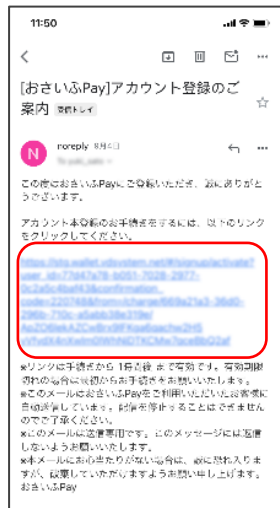 11:50
[おさいふPay]アカウント登録のご
案内 受信トレイ
N
noreply 8月4日
この度はおさいふPayにご登録いただき、誠にありがと
うございます。
アカウント本登録のお手続きをするには、以下のリンク
をクリックしてください。
※リンクは手続きから 1時間後 まで有効です。有効期限
切れの場合は最初からお手続きをお願いいたします。
※このメールはおさいふPayをご利用いただいたお客様に
自動送信しています。配信を停止することはできません
のでご了承ください。
※このメールは送信専用です。このメッセージには返信
しないようお願いいたします。
※本メールにお心当たりがない場合は、誠に恐れ入りま
すが、破棄していただけますようお願い申し上げます。
おさいふPay